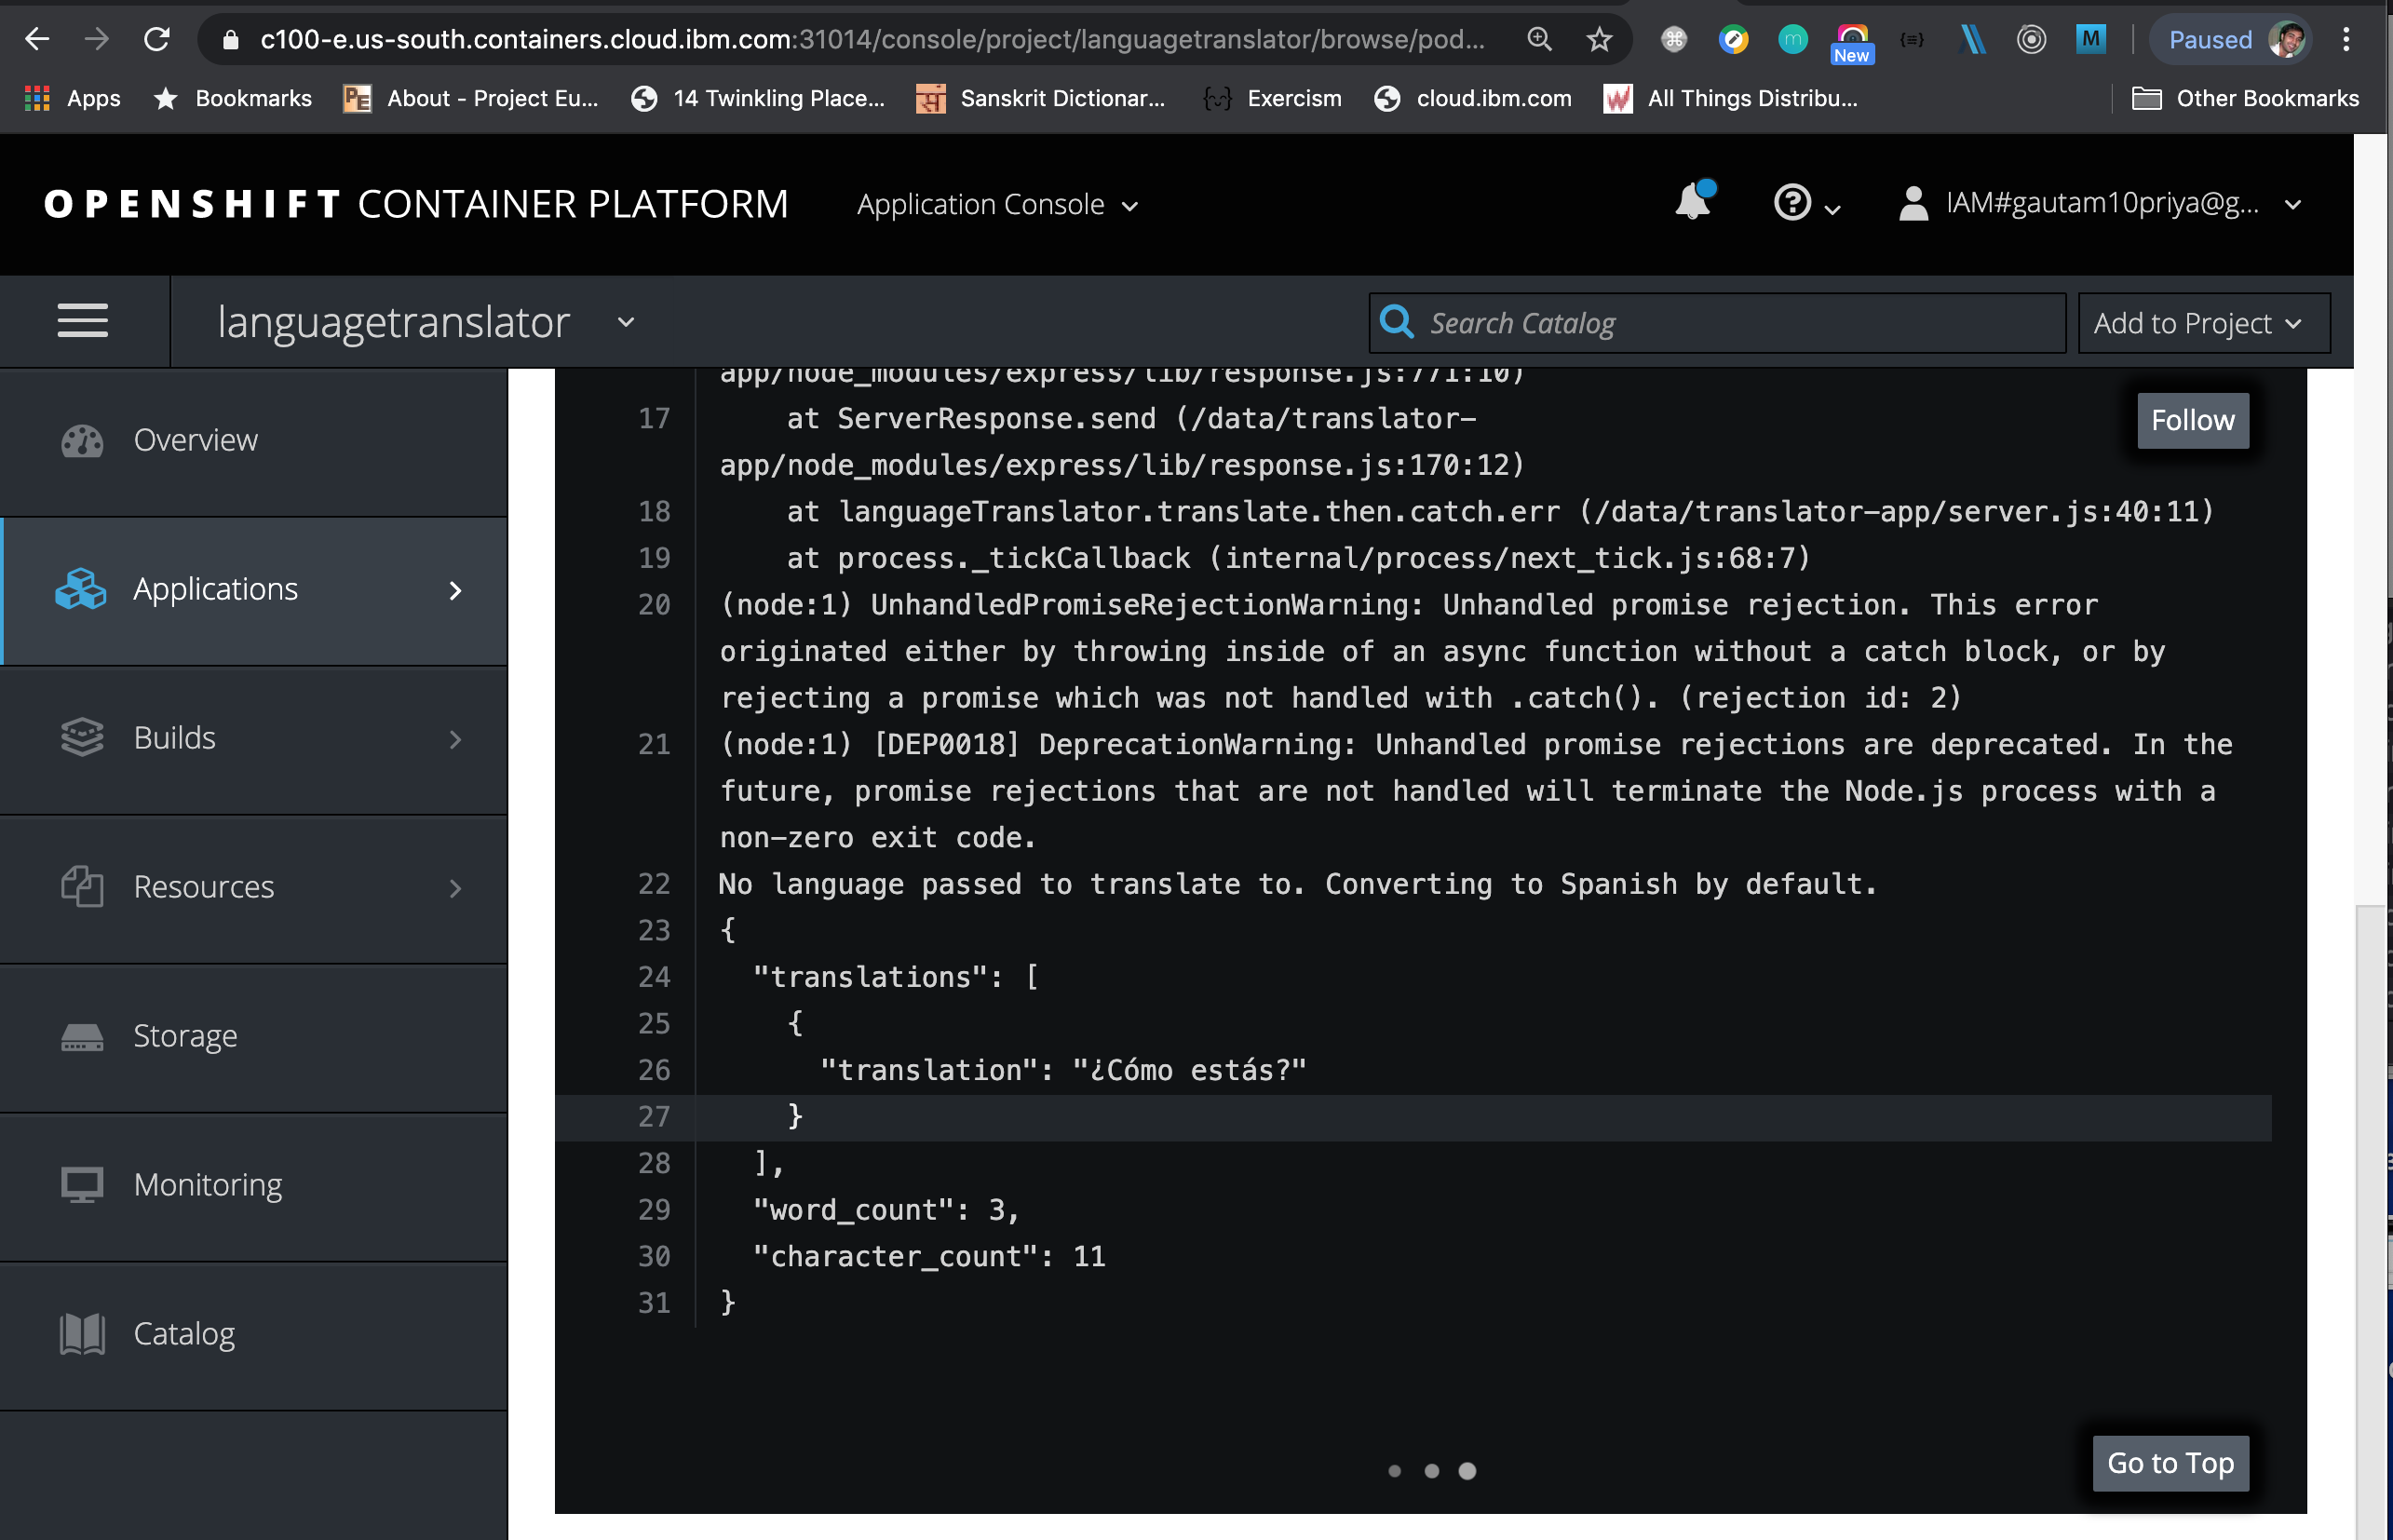 c100-e.us-south.containers.cloud.ibm.com:31014/console/project/languagetranslator/browse/pod...
New
M
Paused
Apps
Bookmarks
PE
About - Project Eu...
14 Twinkling Place...
Sanskrit Dictionar...
Exercism
cloud.ibm.com
All Things Distribu...
Other Bookmarks
OPENSHIFT CONTAINER PLATFORM
Application Console
IAM#gautam10priya@g...
languagetranslator
Search Catalog
Add to Project
Overview
Applications
Builds
Resources
Storage
Monitoring
Catalog
Follow
app/node_modules/express/lib/response.js:771:10)
17 at ServerResponse.send (/data/translator-
app/node_modules/express/lib/response.js:170:12)
18 at languageTranslator.translate.then.catch.err (/data/translator-app/server.js:40:11)
19 at process._tickCallback (internal/process/next_tick.js:68:7)
20 (node:1) UnhandledPromiseRejectionWarning: Unhandled promise rejection. This error
originated either by throwing inside of an async function without a catch block, or by
rejecting a promise which was not handled with .catch(). (rejection id: 2)
21 (node:1) [DEP0018] DeprecationWarning: Unhandled promise rejections are deprecated. In the
future, promise rejections that are not handled will terminate the Node.js process with a
non-zero exit code.
22 No language passed to translate to. Converting to Spanish by default.
23 {
24 "translations": [
25 {
26 "translation": "¿Cómo estás?"
27 }
28 ],
29 "word_count": 3,
30 "character_count": 11
31 }
Go to Top